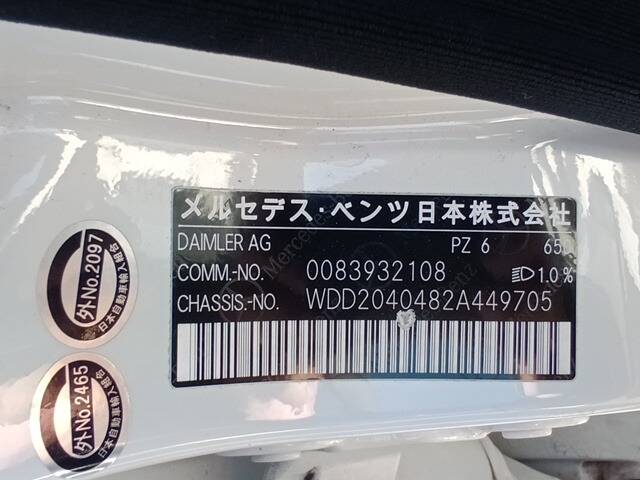 メルセデス・ベンツ日本株式会社
DAIMLER AG PZ 6 650
COMM.-NO. 0083932108 1.0%
CHASSIS.-NO. WDD2040482A449705
外No.2097
日本自動車輸入組合
外No.2465
日本自動車輸入組合